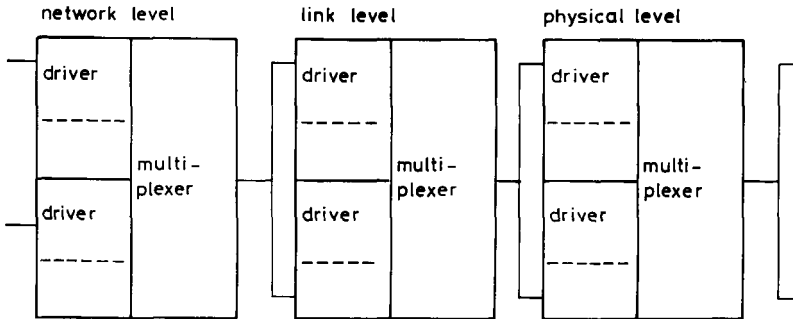 network level
link level
physical level
driver
driver
driver
multi-
plexer
multi-
plexer
multi-
plexer
driver
driver
driver